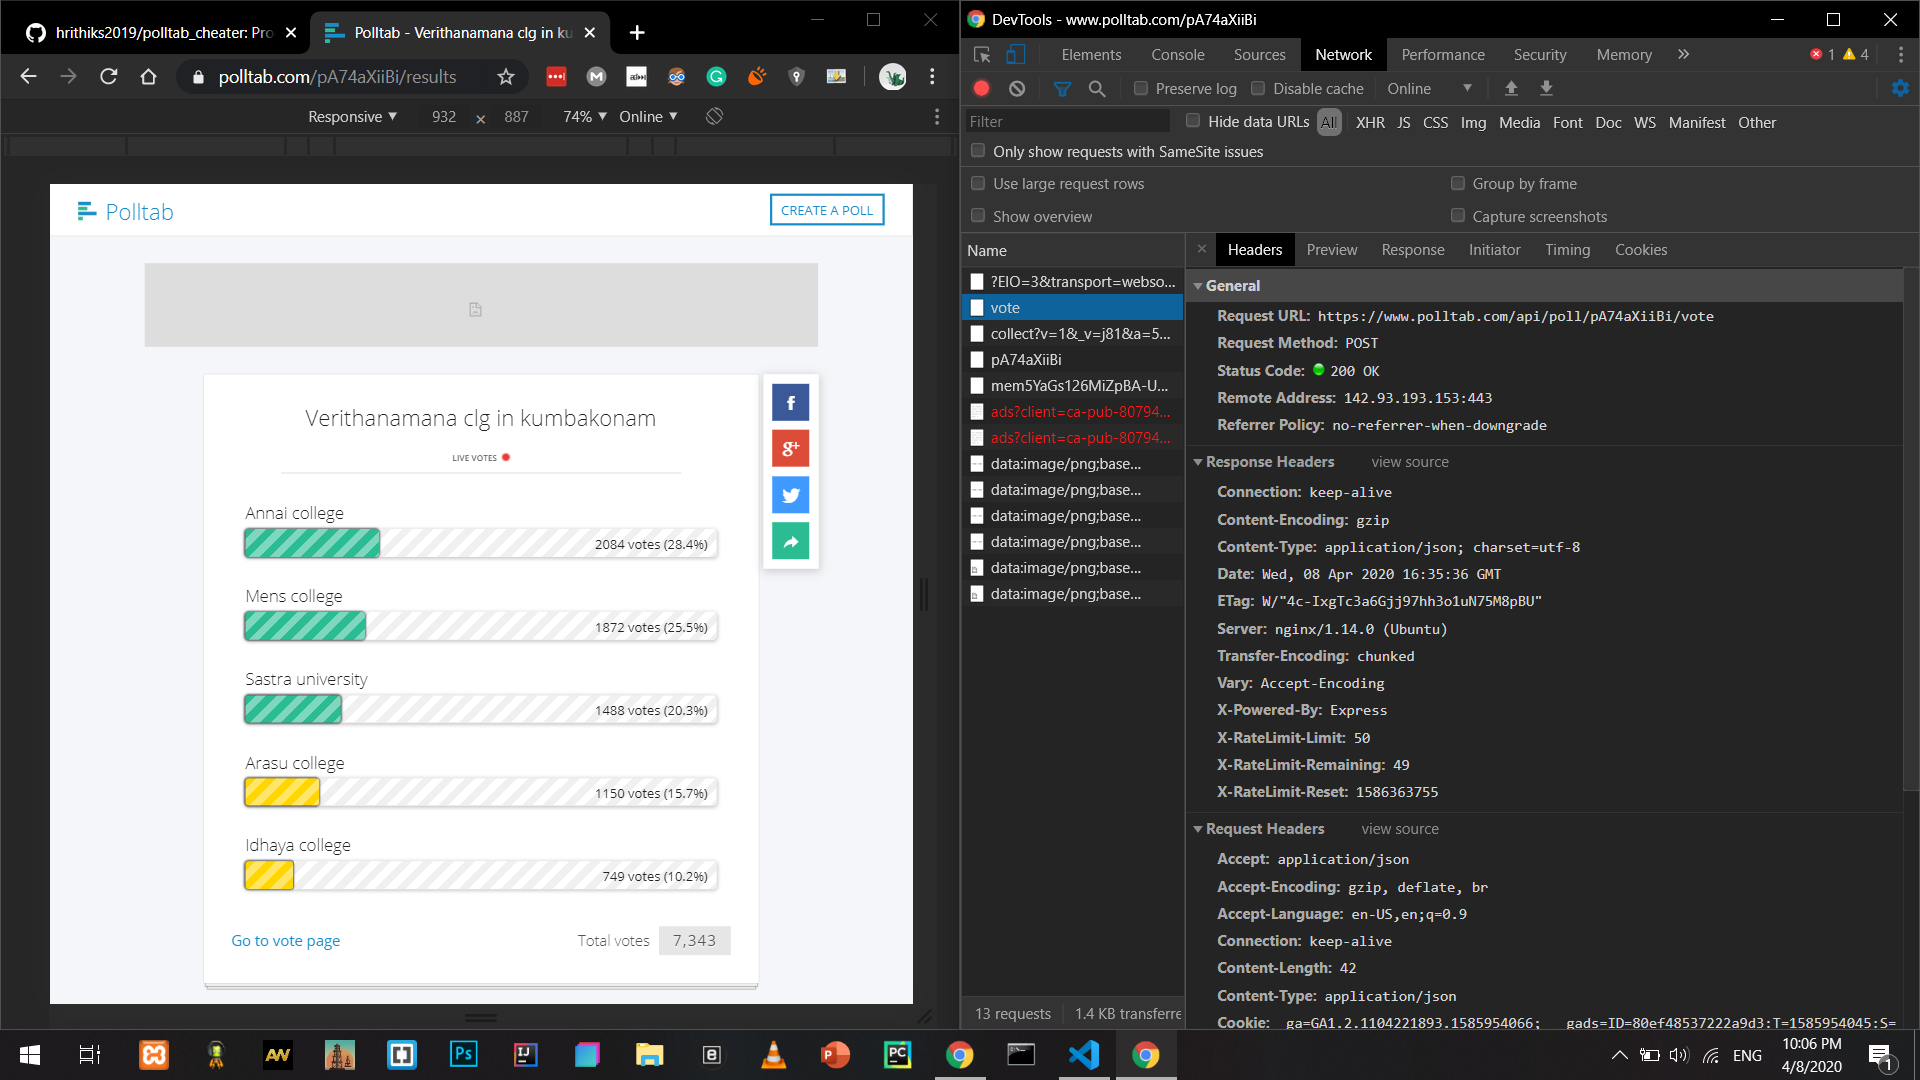 hrithiks2019/polltab_cheater: Pro
Polltab - Verithanamana clg in ku
polltab.com/pA74aXiiBi/results
Responsive
932
887
74%
Online
Polltab
CREATE A POLL
Verithanamana clg in kumbakonam
LIVE VOTES
Annai college
2084 votes (28.4%)
Mens college
1872 votes (25.5%)
Sastra university
1488 votes (20.3%)
Arasu college
1150 votes (15.7%)
Idhaya college
749 votes (10.2%)
Go to vote page
Total votes
7,343
DevTools - www.polltab.com/pA74aXiiBi
Elements Console Sources Network Performance Security Memory
1
4
Preserve log
Disable cache
Online
Filter
Hide data URLs
All XHR JS CSS Img Media Font Doc WS Manifest Other
Only show requests with SameSite issues
Use large request rows
Group by frame
Show overview
Capture screenshots
Name
?EIO=3&transport=webso...
vote
collect?v=1&_v=j81&a=5...
pA74aXiiBi
mem5YaGs126MiZpBA-U...
ads?client=ca-pub-80794...
ads?client=ca-pub-80794...
data:image/png;base...
data:image/png;base...
data:image/png;base...
data:image/png;base...
data:image/png;base...
data:image/png;base...
13 requests
1.4 KB transferre
Headers Preview Response Initiator Timing Cookies
General
Request URL: https://www.polltab.com/api/poll/pA74aXiiBi/vote
Request Method: POST
Status Code: 200 OK
Remote Address: 142.93.193.153:443
Referrer Policy: no-referrer-when-downgrade
Response Headers view source
Connection: keep-alive
Content-Encoding: gzip
Content-Type: application/json; charset=utf-8
Date: Wed, 08 Apr 2020 16:35:36 GMT
ETag: W/"4c-IxgTc3a6Gjj97hh3o1uN75M8pBU"
Server: nginx/1.14.0 (Ubuntu)
Transfer-Encoding: chunked
Vary: Accept-Encoding
X-Powered-By: Express
X-RateLimit-Limit: 50
X-RateLimit-Remaining: 49
X-RateLimit-Reset: 1586363755
Request Headers view source
Accept: application/json
Accept-Encoding: gzip, deflate, br
Accept-Language: en-US,en;q=0.9
Connection: keep-alive
Content-Length: 42
Content-Type: application/json
Cookie: _ga=GA1.2.1104221893.1585954066; __gads=ID=80ef48537222a9d3:T=1585954045:S=
ENG
10:06 PM
4/8/2020
1